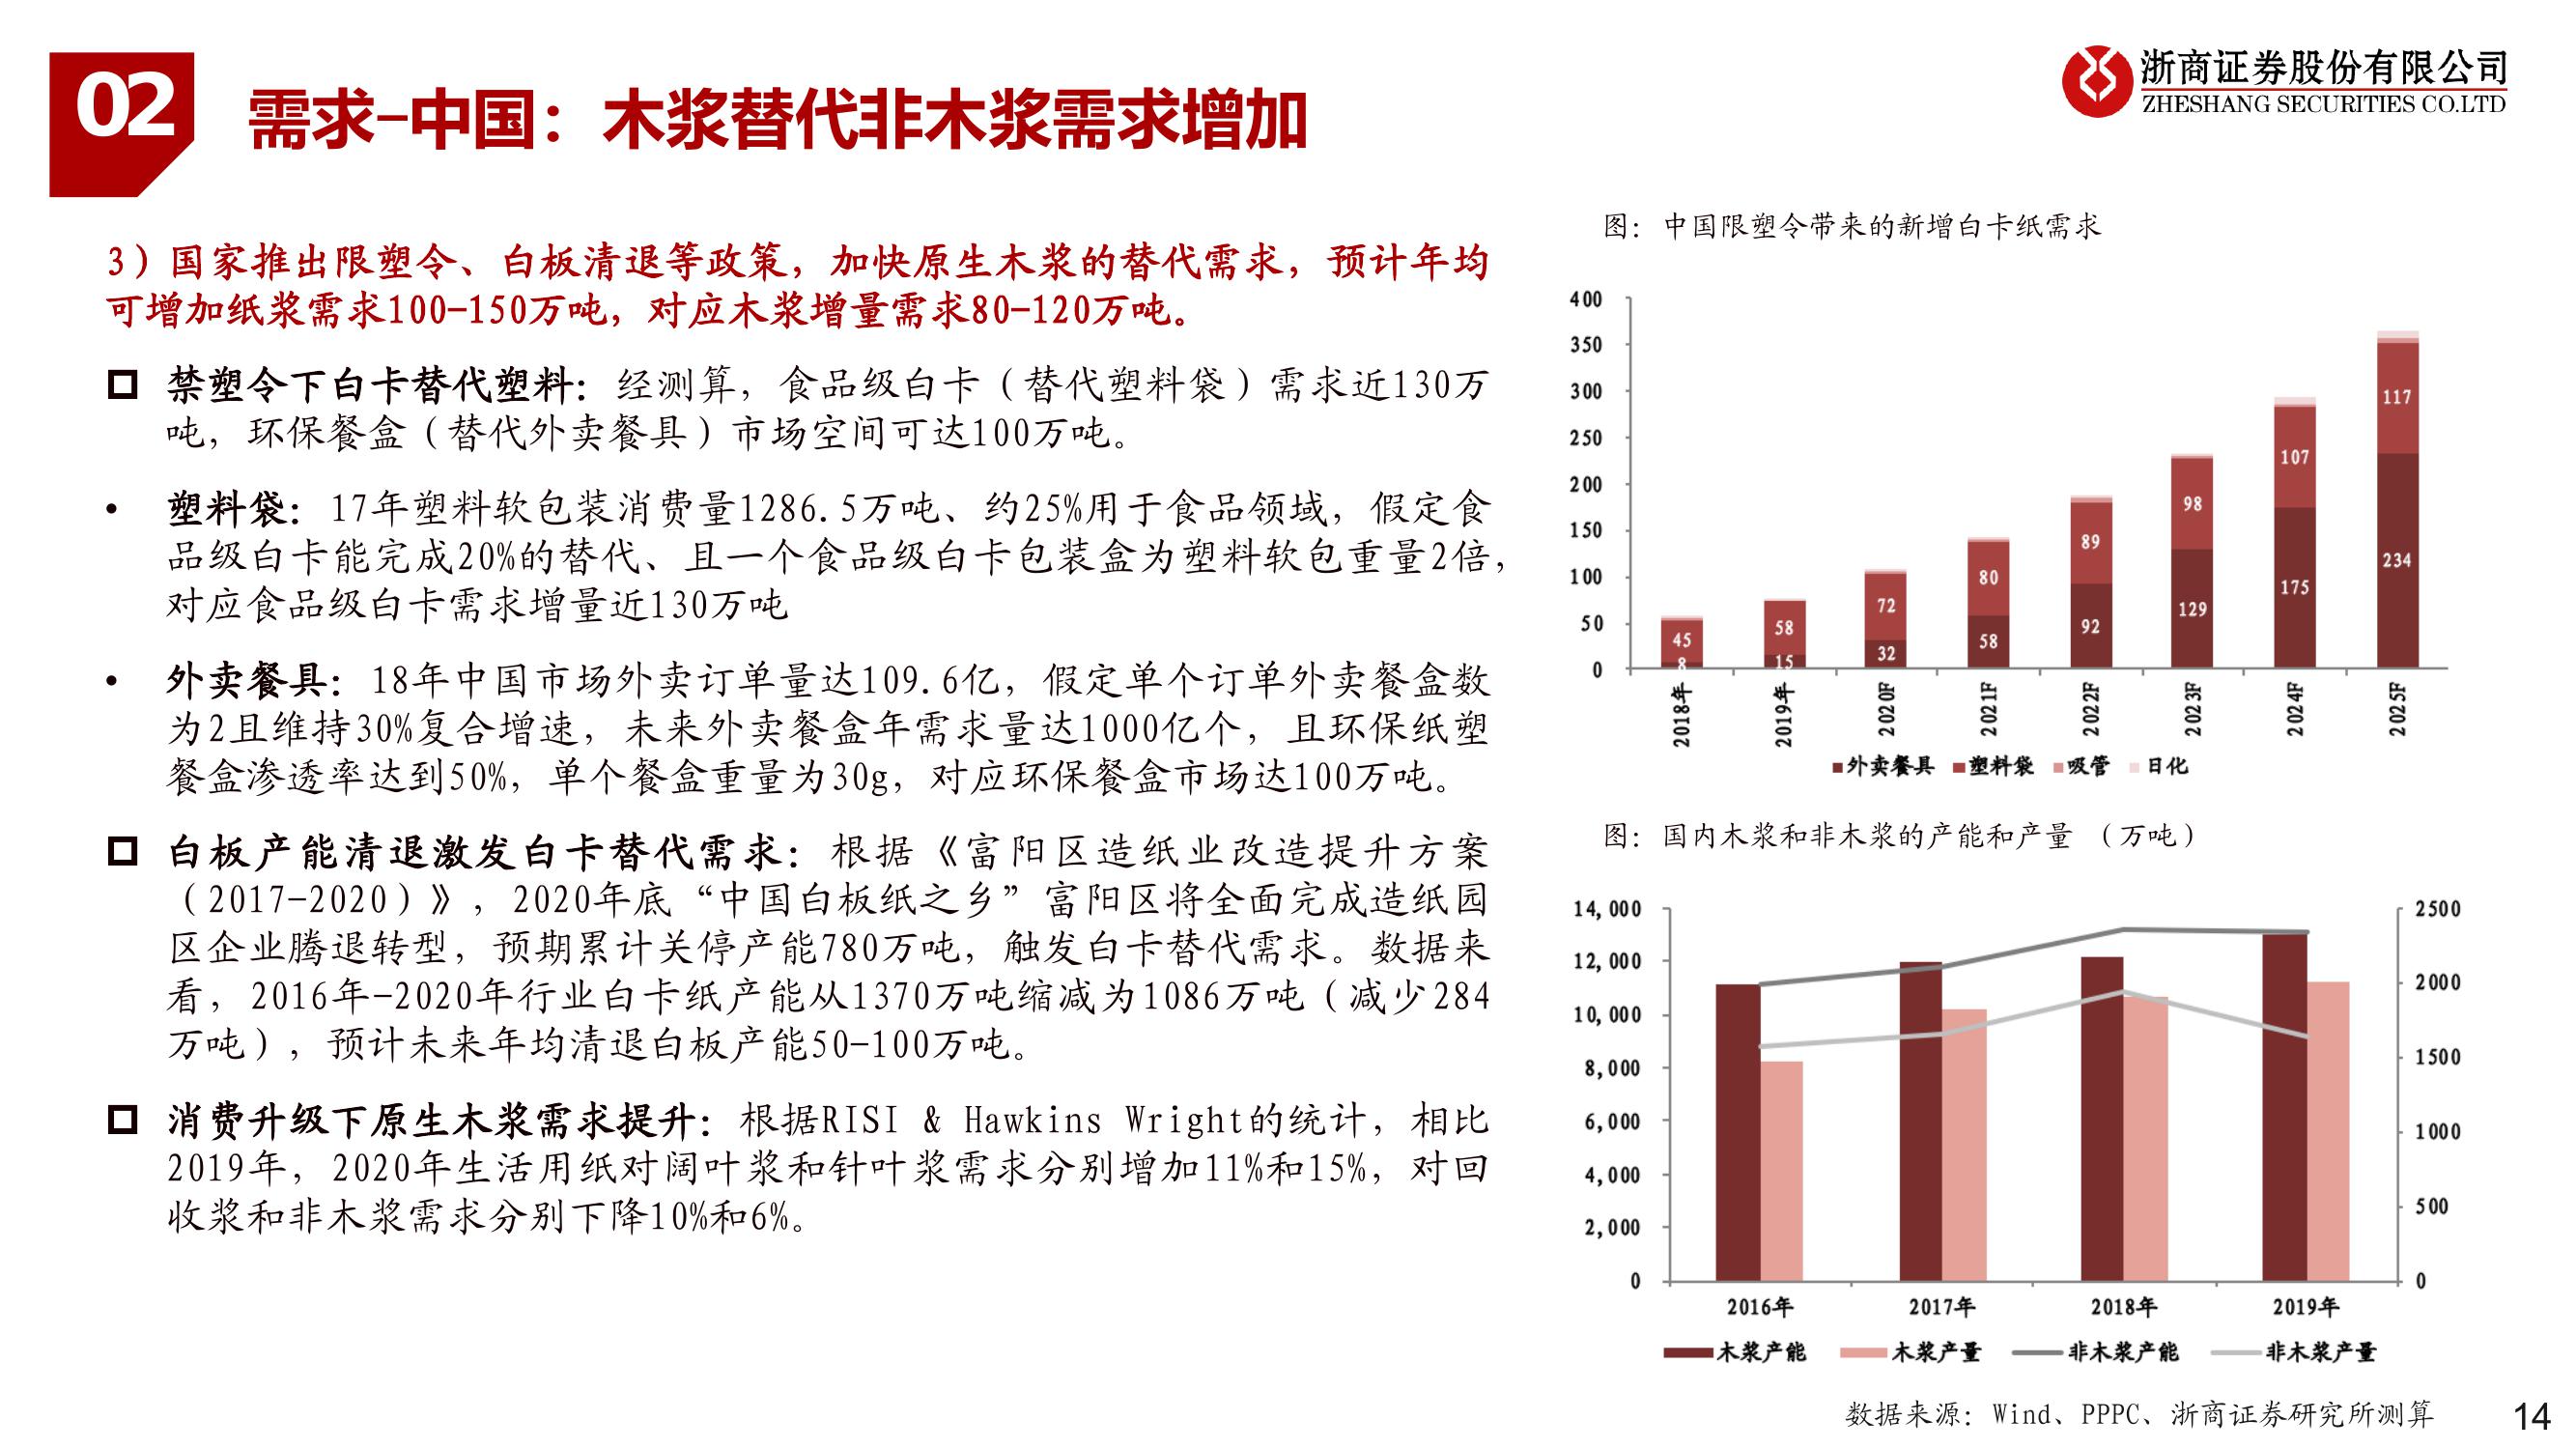 02
需求-中国：木浆替代非木浆需求增加
浙商证券股份有限公司
ZHESHANG SECURITIES CO.LTD
3）国家推出限塑令、白板清退等政策，加快原生木浆的替代需求，预计年均
可增加纸浆需求100-150万吨，对应木浆增量需求80-120万吨。
禁塑令下白卡替代塑料：经测算，食品级白卡（替代塑料袋）需求近130万
吨，环保餐盒（替代外卖餐具）市场空间可达100万吨。
• 塑料袋：17年塑料软包装消费量1286.5万吨、约25%用于食品领域，假定食
品级白卡能完成20%的替代、且一个食品级白卡包装盒为塑料软包重量2倍，
对应食品级白卡需求增量近130万吨
• 外卖餐具：18年中国市场外卖订单量达109.6亿，假定单个订单外卖餐盒数
为2且维持30%复合增速，未来外卖餐盒年需求量达1000亿个，且环保纸塑
餐盒渗透率达到50%，单个餐盒重量为30g，对应环保餐盒市场达100万吨。
白板产能清退激发白卡替代需求：根据《富阳区造纸业改造提升方案
（2017-2020）》，2020年底“中国白板纸之乡”富阳区将全面完成造纸园
区企业腾退转型，预期累计关停产能780万吨，触发白卡替代需求。数据来
看，2016年-2020年行业白卡纸产能从1370万吨缩减为1086万吨（减少284
万吨），预计未来年均清退白板产能50-100万吨。
消费升级下原生木浆需求提升：根据RISI & Hawkins Wright的统计，相比
2019年，2020年生活用纸对阔叶浆和针叶浆需求分别增加11%和15%，对回
收浆和非木浆需求分别下降10%和6%。
图：中国限塑令带来的新增白卡纸需求
400
350
300
250
200
150
100
50
0
45
8
58
15
72
32
80
58
89
92
98
129
107
175
117
234
2018年
2019年
2020F
2021F
2022F
2023F
2024F
2025F
外卖餐具 塑料袋 吸管 日化
图：国内木浆和非木浆的产能和产量 （万吨）
14,000
12,000
10,000
8,000
6,000
4,000
2,000
0
2500
2000
1500
1000
500
0
2016年 2017年 2018年 2019年
木浆产能 木浆产量 非木浆产能 非木浆产量
数据来源：Wind、PPPC、浙商证券研究所测算
14